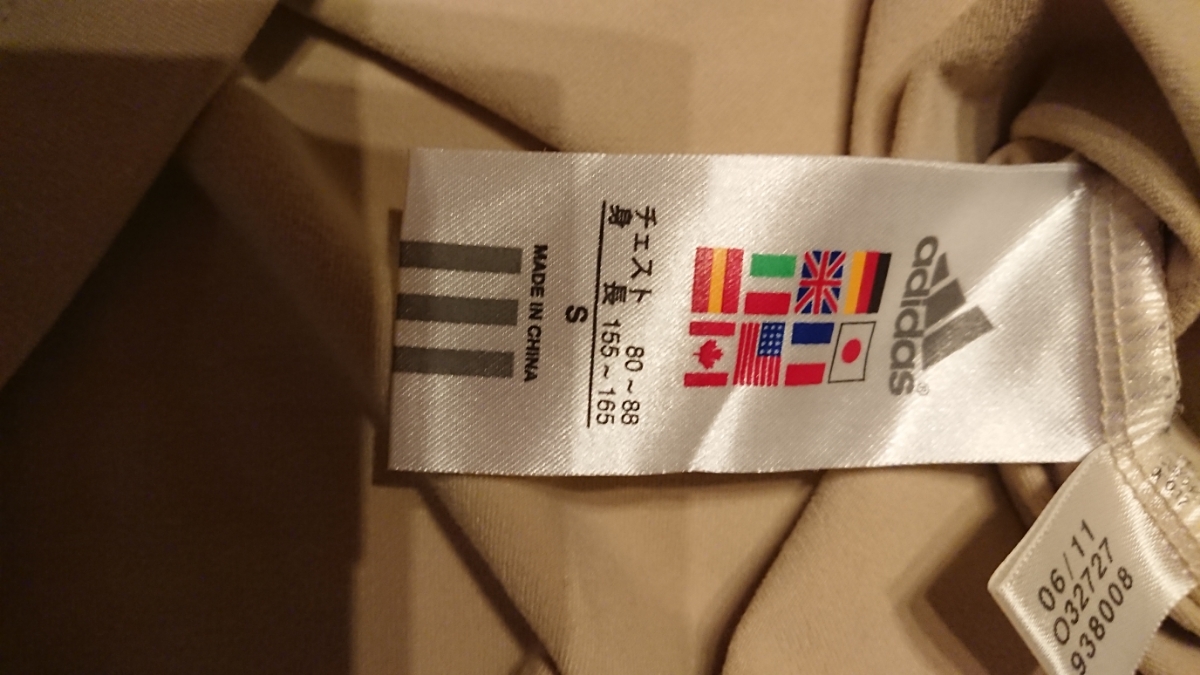 adidas®
チェスト 80~88
身 長 155~165
S
MADE IN CHINA
06/11
O32727
938008